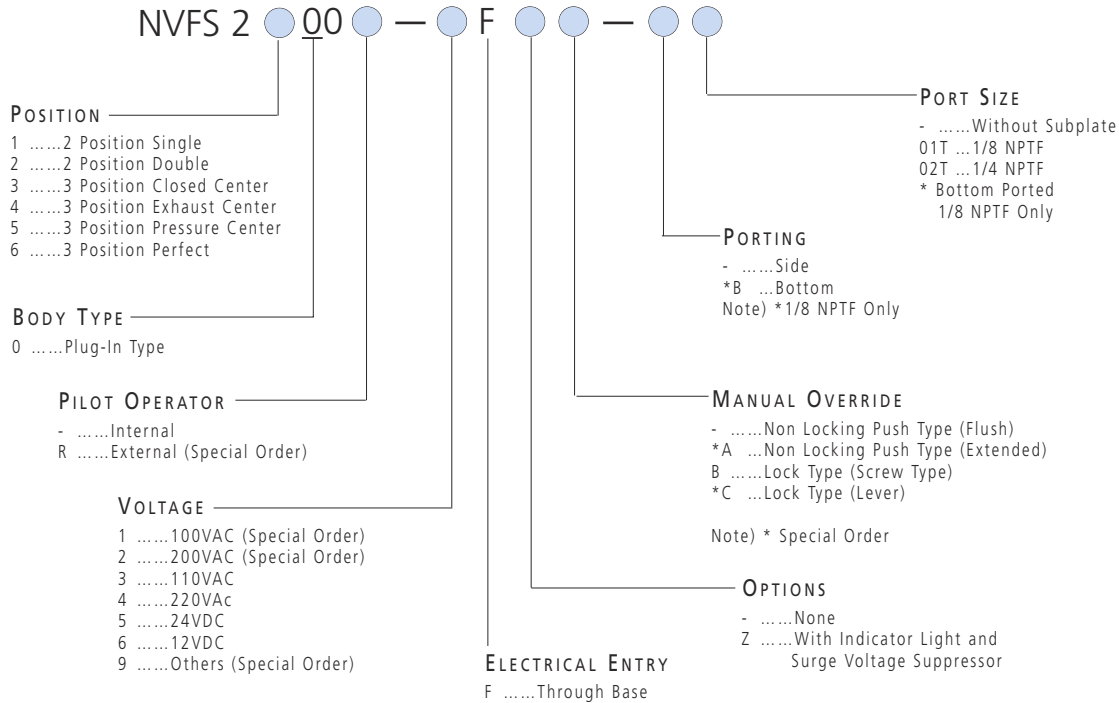 NVFS 2 00 — F —
POSITION
1 ......2 Position Single
2 ......2 Position Double
3 ......3 Position Closed Center
4 ......3 Position Exhaust Center
5 ......3 Position Pressure Center
6 ......3 Position Perfect
BODY TYPE
0 ......Plug-In Type
PILOT OPERATOR
- ......Internal
R ......External (Special Order)
VOLTAGE
1 ......100VAC (Special Order)
2 ......200VAC (Special Order)
3 ......110VAC
4 ......220VAc
5 ......24VDC
6 ......12VDC
9 ......Others (Special Order)
ELECTRICAL ENTRY
F ......Through Base
OPTIONS
- ......None
Z ......With Indicator Light and
Surge Voltage Suppressor
MANUAL OVERRIDE
- ......Non Locking Push Type (Flush)
*A ...Non Locking Push Type (Extended)
B ......Lock Type (Screw Type)
*C ...Lock Type (Lever)
Note) * Special Order
PORTING
- ......Side
*B ...Bottom
Note) *1/8 NPTF Only
PORT SIZE
- ......Without Subplate
01T ...1/8 NPTF
02T ...1/4 NPTF
* Bottom Ported
1/8 NPTF Only